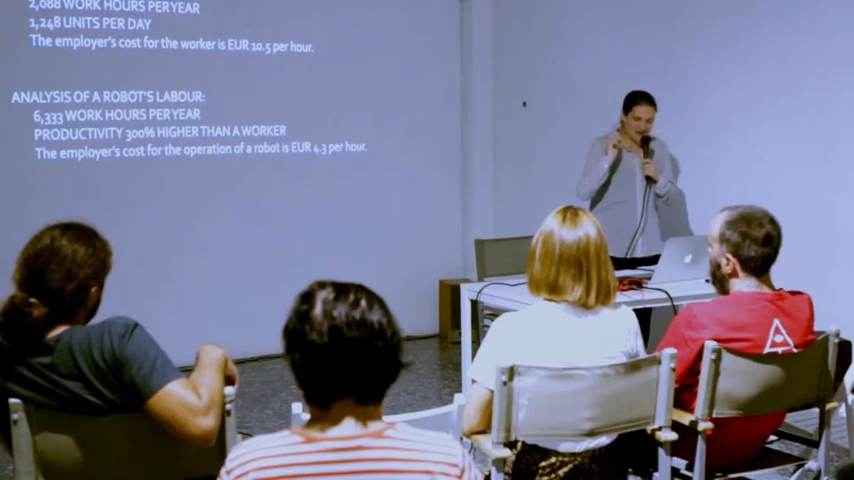 2,088 WORK HOURS PER YEAR
1,248 UNITS PER DAY
The employer's cost for the worker is EUR 10.5 per hour.
ANALYSIS OF A ROBOT'S LABOUR:
6,333 WORK HOURS PER YEAR
PRODUCTIVITY 300% HIGHER THAN A WORKER
The employer's cost for the operation of a robot is EUR 4.3 per hour.